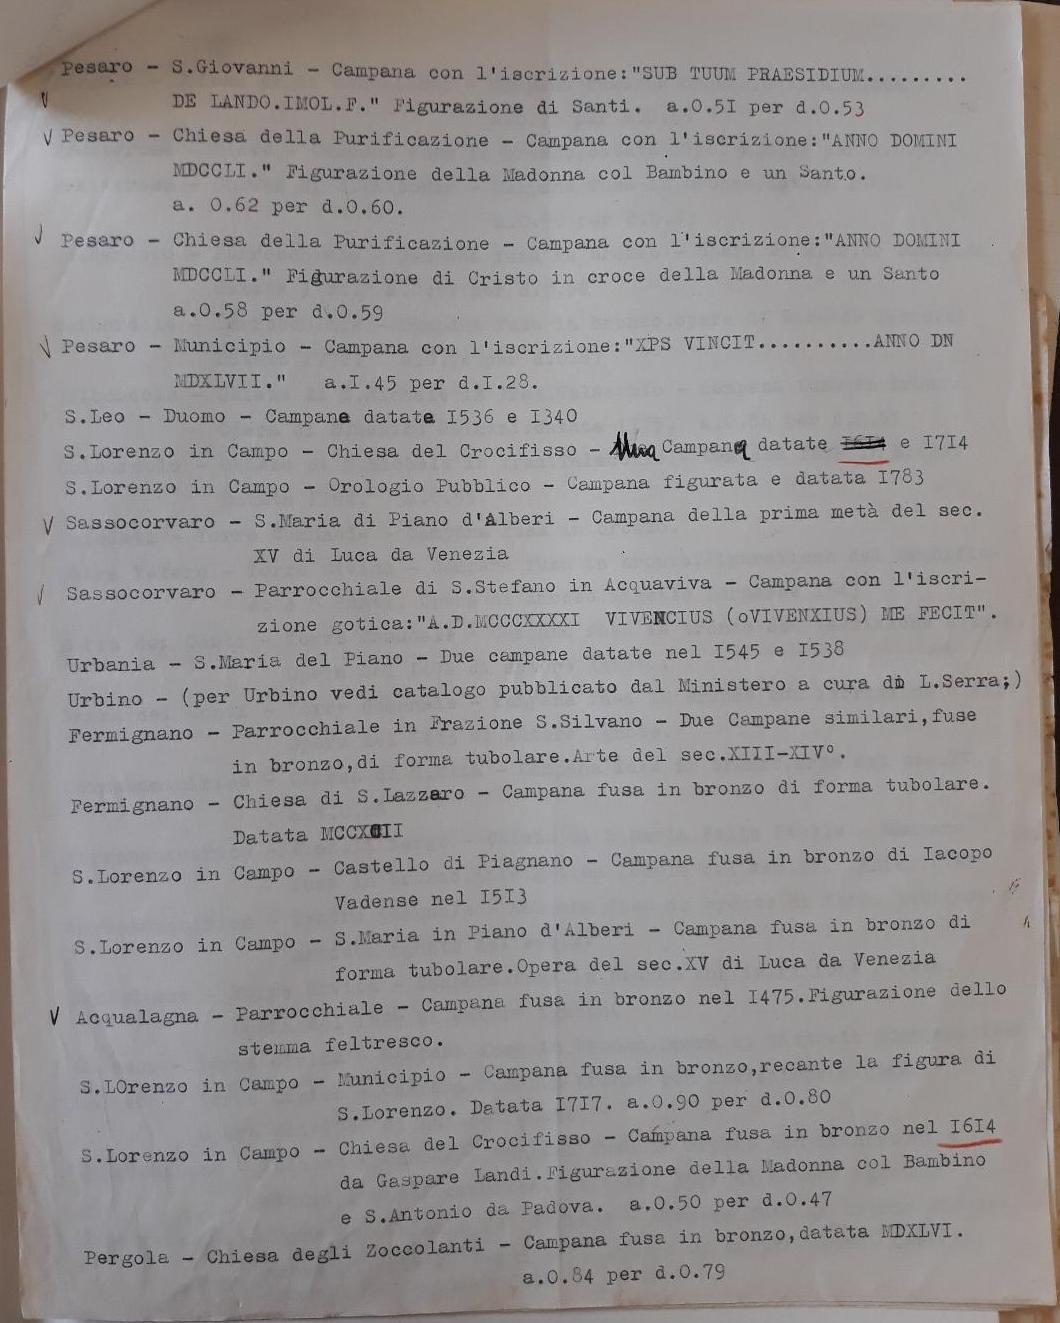 Pesaro - S.Giovanni - Campana con l'iscrizione:"SUB TUUM PRAESIDIUM.........
DE LANDO.IMOL.F." Figurazione di Santi. a.0.5I per d.0.53
Pesaro - Chiesa della Purificazione - Campana con l'iscrizione:"ANNO DOMINI
MDCCLI." Figurazione della Madonna col Bambino e un Santo.
a. 0.62 per d.0.60.
Pesaro - Chiesa della Purificazione - Campana con l'iscrizione:"ANNO DOMINI
MDCCLI." Figurazione di Cristo in croce della Madonna e un Santo
a.0.58 per d.0.59
Pesaro - Municipio - Campana con l'iscrizione:"XPS VINCIT..........ANNO DN
MDXLVII." a.I.45 per d.I.28.
S.Leo - Duomo - Campane datate I536 e I340
S.Lorenzo in Campo - Chiesa del Crocifisso - Una Campana datate I6I4 e I7I4
S.Lorenzo in Campo - Orologio Pubblico - Campana figurata e datata I783
Sassocorvaro - S.Maria di Piano d'Alberi - Campana della prima metà del sec.
XV di Luca da Venezia
Sassocorvaro - Parrocchiale di S.Stefano in Acquaviva - Campana con l'iscri-
zione gotica:"A.D.MCCCXXXXI VIVENCIUS (oVIVENXIUS) ME FECIT".
Urbania - S.Maria del Piano - Due campane datate nel I545 e I538
Urbino - (per Urbino vedi catalogo pubblicato dal Ministero a cura di L.Serra;)
Fermignano - Parrocchiale in Frazione S.Silvano - Due Campane similari,fuse
in bronzo,di forma tubolare.Arte del sec.XIII-XIV°.
Fermignano - Chiesa di S.Lazzaro - Campana fusa in bronzo di forma tubolare.
Datata MCCXCII
S.Lorenzo in Campo - Castello di Piagnano - Campana fusa in bronzo di Iacopo
Vadense nel I5I3
S.Lorenzo in Campo - S.Maria in Piano d'Alberi - Campana fusa in bronzo di
forma tubolare.Opera del sec.XV di Luca da Venezia
Acqualagna - Parrocchiale - Campana fusa in bronzo nel I475.Figurazione dello
stemma feltresco.
S.LOrenzo in Campo - Municipio - Campana fusa in bronzo,recante la figura di
S.Lorenzo. Datata I7I7. a.0.90 per d.0.80
S.Lorenzo in Campo - Chiesa del Crocifisso - Campana fusa in bronzo nel I6I4
da Gaspare Landi.Figurazione della Madonna col Bambino
e S.Antonio da Padova. a.0.50 per d.0.47
Pergola - Chiesa degli Zoccolanti - Campana fusa in bronzo,datata MDXLVI.
a.0.84 per d.0.79